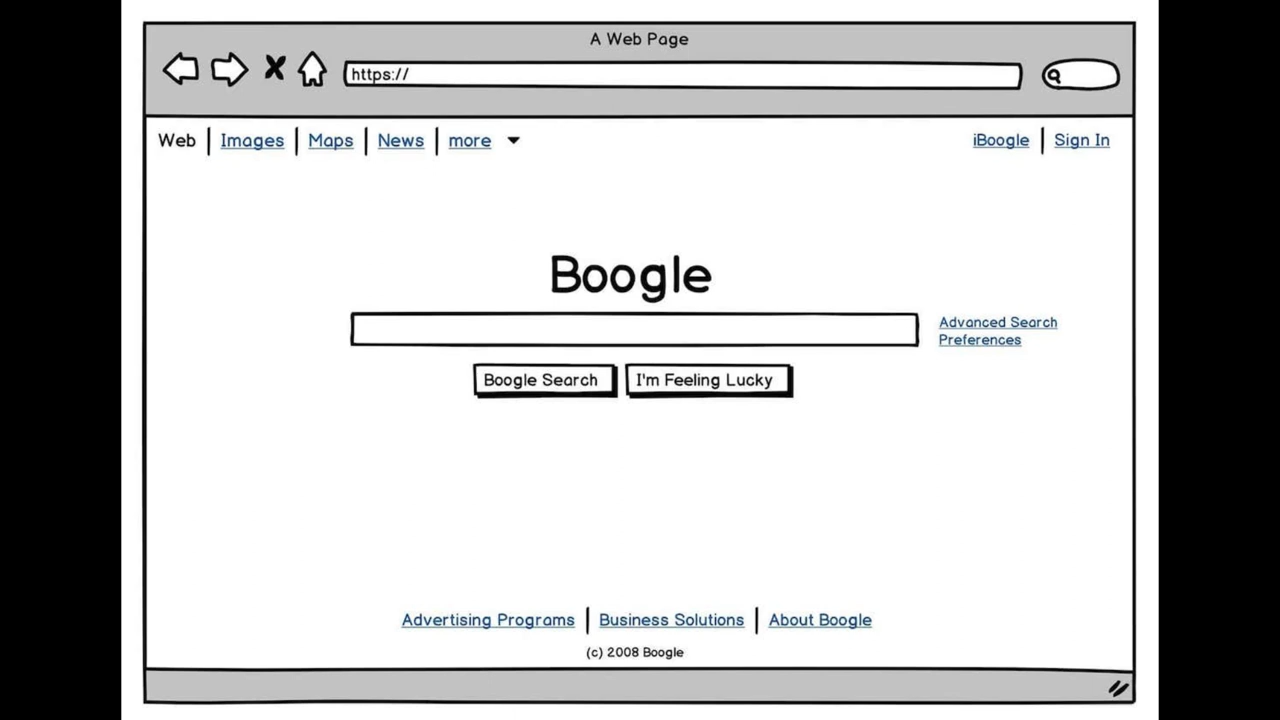 A Web Page
https://
Web Images Maps News more
iBoogle Sign In
Boogle
Advanced Search
Preferences
Boogle Search I'm Feeling Lucky
Advertising Programs Business Solutions About Boogle
(c) 2008 Boogle